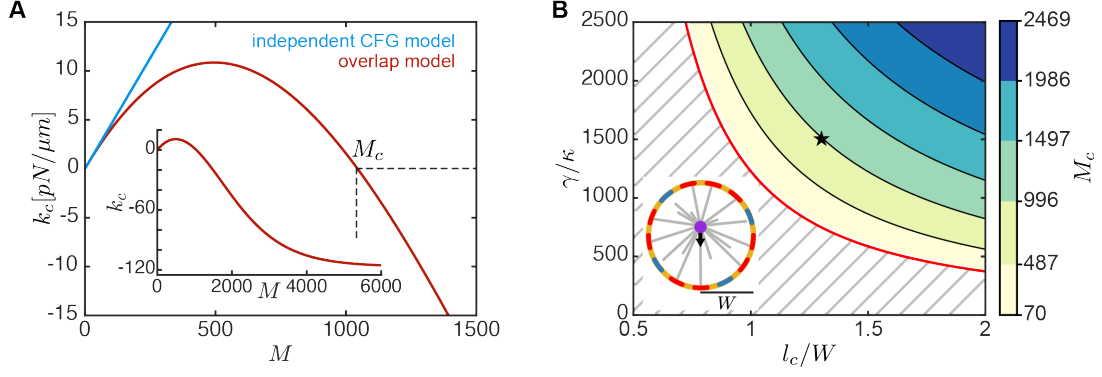 A
15
10
5
0
-5
-10
-15
k_c[pN/μm]
independent CFG model
overlap model
M_c
0
-60
-120
k_c
0
2000
4000
6000
M
0
500
1000
1500
M
B
2500
2000
1500
1000
500
0
γ/κ
W
0.5
1
1.5
2
l_c/W
2469
1986
1497
996
487
70
M_c